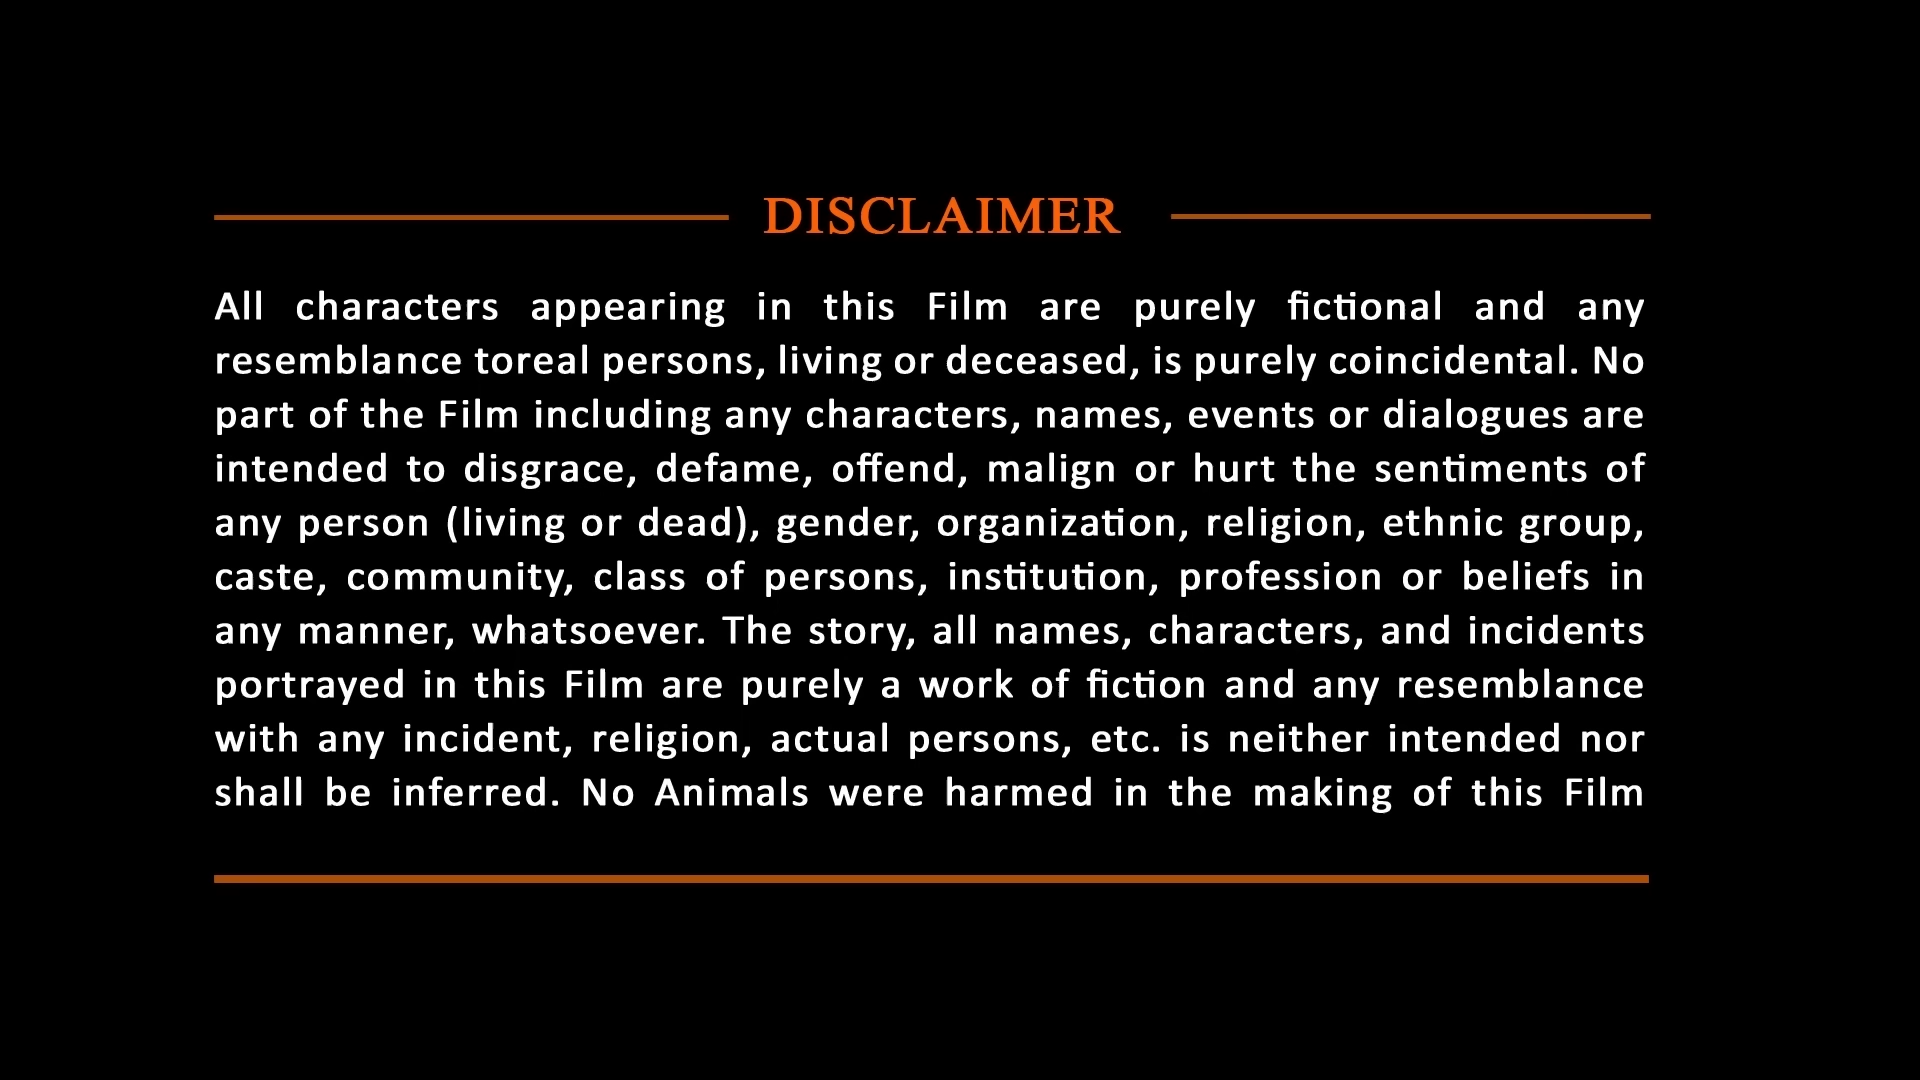 DISCLAIMER
All characters appearing in this Film are purely fictional and any
resemblance toreal persons, living or deceased, is purely coincidental. No
part of the Film including any characters, names, events or dialogues are
intended to disgrace, defame, offend, malign or hurt the sentiments of
any person (living or dead), gender, organization, religion, ethnic group,
caste, community, class of persons, institution, profession or beliefs in
any manner, whatsoever. The story, all names, characters, and incidents
portrayed in this Film are purely a work of fiction and any resemblance
with any incident, religion, actual persons, etc. is neither intended nor
shall be inferred. No Animals were harmed in the making of this Film